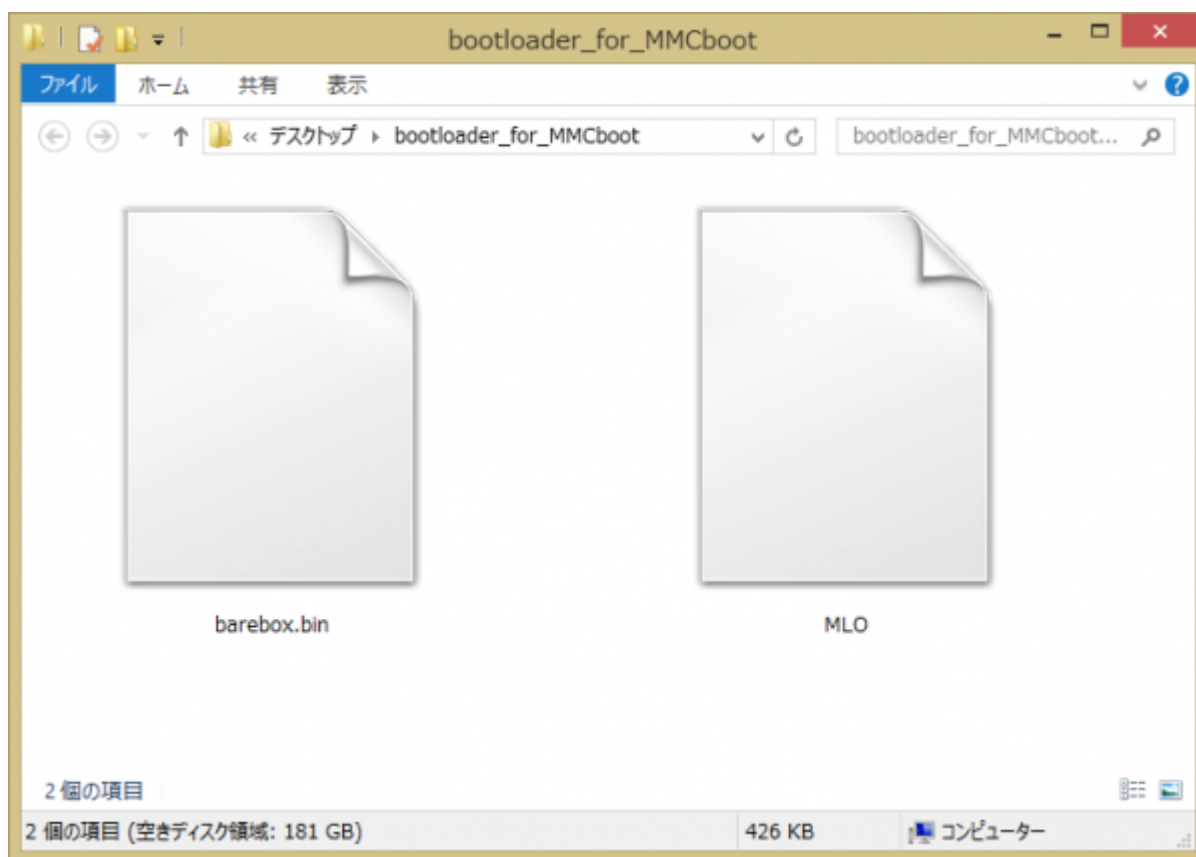 bootloader_for_MMCboot
ファイル ホーム 共有 表示
« デスクトップ ▸ bootloader_for_MMCboot bootloader_for_MMCboot...
barebox.bin MLO
2 個の項目
2 個の項目 (空きディスク領域: 181 GB) 426 KB コンピューター